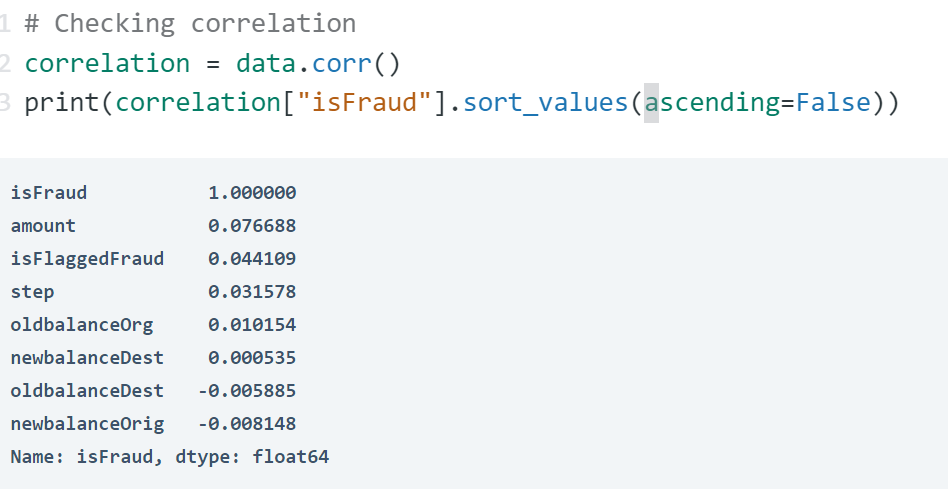 1 # Checking correlation
2 correlation = data.corr()
3 print(correlation["isFraud"].sort_values(ascending=False))
isFraud 1.000000
amount 0.076688
isFlaggedFraud 0.044109
step 0.031578
oldbalanceOrg 0.010154
newbalanceDest 0.000535
oldbalanceDest -0.005885
newbalanceOrig -0.008148
Name: isFraud, dtype: float64